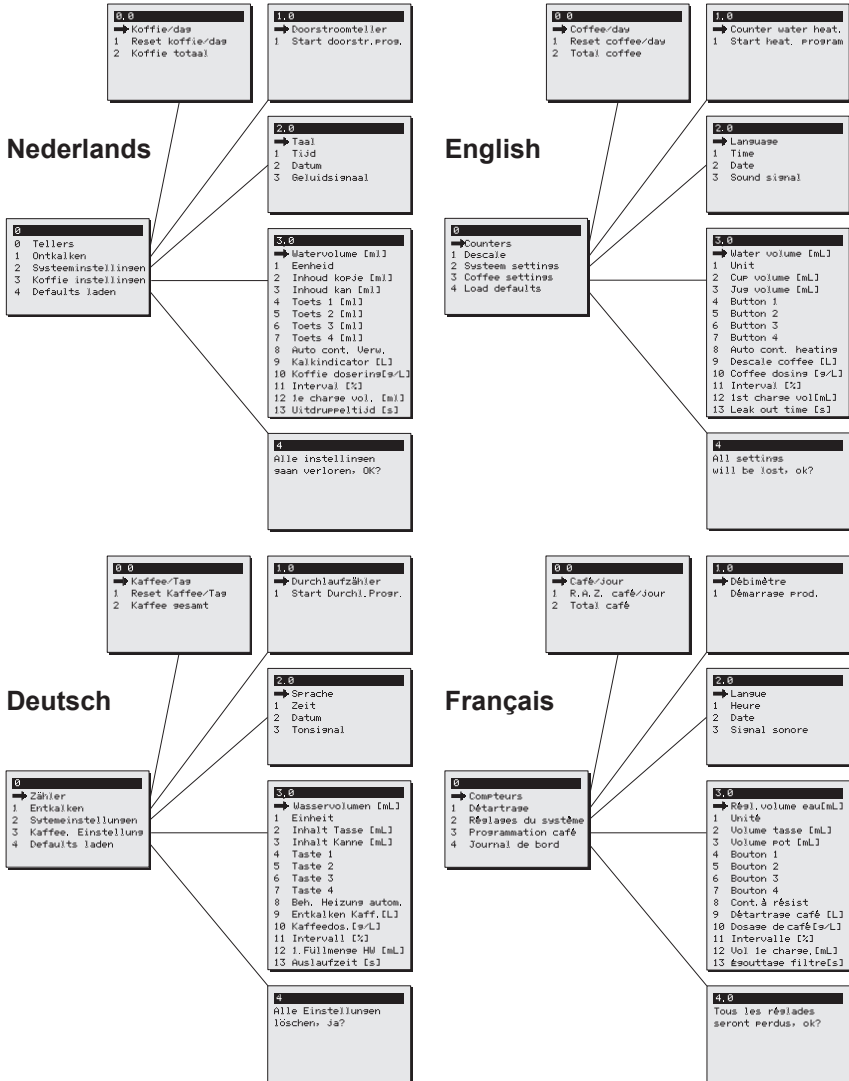 Nederlands
0.0
Koffie/dag
1 Reset koffie/dag
2 Koffie totaal
1.0
Doorstroomteller
1 Start doorstr.prog.
2.0
Taal
1 Tijd
2 Datum
3 Geluidsignaal
0
0 Tellers
1 Ontkalken
2 Systeeminstellingen
3 Koffie instellingen
4 Defaults laden
3.0
Watervolume [ml]
1 Eenheid
2 Inhoud kopje [ml]
3 Inhoud kan [ml]
4 Toets 1 [ml]
5 Toets 2 [ml]
6 Toets 3 [ml]
7 Toets 4 [ml]
8 Auto cont. Verw.
9 Kalkindicator [L]
10 Koffie dosering[g/L]
11 Interval [%]
12 1e charge vol. [ml]
13 Uitdruppeltijd [s]
4
Alle instellingen
gaan verloren, OK?
English
0 0
Coffee/day
1 Reset coffee/day
2 Total coffee
1.0
Counter water heat.
1 Start heat. program
2.0
Language
1 Time
2 Date
3 Sound signal
0
Counters
1 Descale
2 Systeem settings
3 Coffee settings
4 Load defaults
3.0
Water volume [mL]
1 Unit
2 Cup volume [mL]
3 Jug volume [mL]
4 Button 1
5 Button 2
6 Button 3
7 Button 4
8 Auto cont. heating
9 Descale coffee [L]
10 Coffee dosing [g/L]
11 Interval [%]
12 1st charge vol[mL]
13 Leak out time [s]
4
All settings
will be lost, ok?
Deutsch
0 0
Kaffee/Tag
1 Reset Kaffee/Tag
2 Kaffee gesamt
1.0
Durchlaufzähler
1 Start Durchl.Progr.
2.0
Sprache
1 Zeit
2 Datum
3 Tonsignal
0
Zähler
1 Entkalken
2 Sytemeinstellungen
3 Kaffee. Einstellung
4 Defaults laden
3.0
Wasservolumen [mL]
1 Einheit
2 Inhalt Tasse [mL]
3 Inhalt Kanne [mL]
4 Taste 1
5 Taste 2
6 Taste 3
7 Taste 4
8 Beh. Heizung autom.
9 Entkalken Kaff.[L]
10 Kaffeedos.[g/L]
11 Intervall [%]
12 1.Füllmenge HW [mL]
13 Auslaufzeit [s]
4
Alle Einstellungen
löschen, ja?
Français
0 0
Café/jour
1 R.A.Z. café/jour
2 Total café
1.0
Débimètre
1 Démarrage prod.
2.0
Langue
1 Heure
2 Date
3 Signal sonore
0
Compteurs
1 Détartrage
2 Réglages du système
3 Programmation café
4 Journal de bord
3.0
Régl.volume eau[mL]
1 Unité
2 Volume tasse [mL]
3 Volume pot [mL]
4 Bouton 1
5 Bouton 2
6 Bouton 3
7 Bouton 4
8 Cont.à résist
9 Détartrage café [L]
10 Dosage de café[g/L]
11 Intervalle [%]
12 Vol 1e charge.[mL]
13 Égouttage filtre[s]
4.0
Tous les réglades
seront perdus, ok?